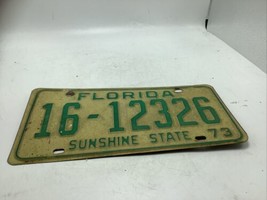 FLORIDA
16-12326
SUNSHINE STATE 73